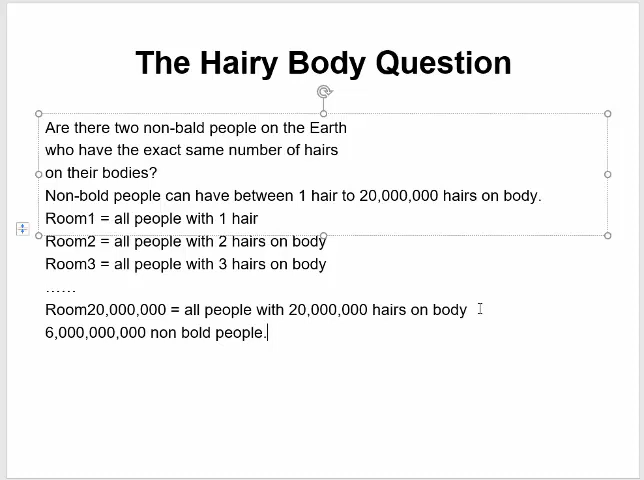 The Hairy Body Question
Are there two non-bald people on the Earth
who have the exact same number of hairs
on their bodies?
Non-bold people can have between 1 hair to 20,000,000 hairs on body.
Room1 = all people with 1 hair
Room2 = all people with 2 hairs on body
Room3 = all people with 3 hairs on body
......
Room20,000,000 = all people with 20,000,000 hairs on body
6,000,000,000 non bold people.